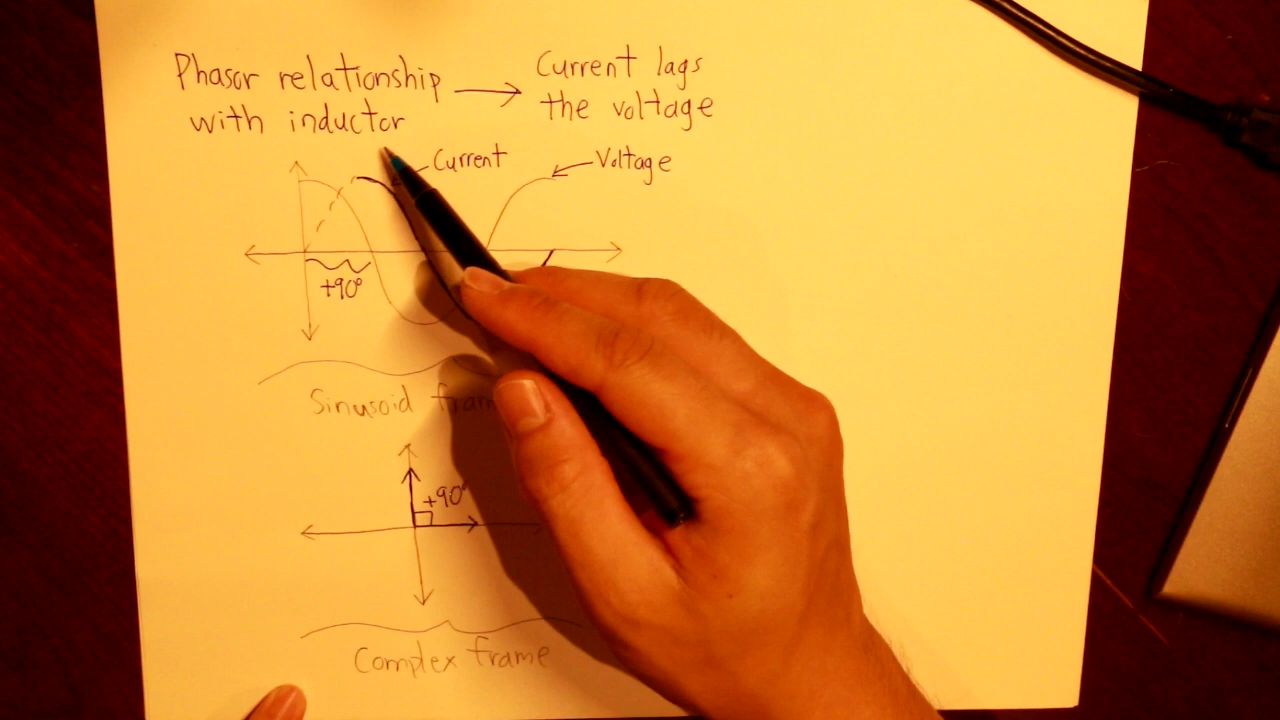 Phasor relationship
with inductor
Current lags
the voltage
Current
Voltage
+90°
Sinusoid
+90°
Complex frame